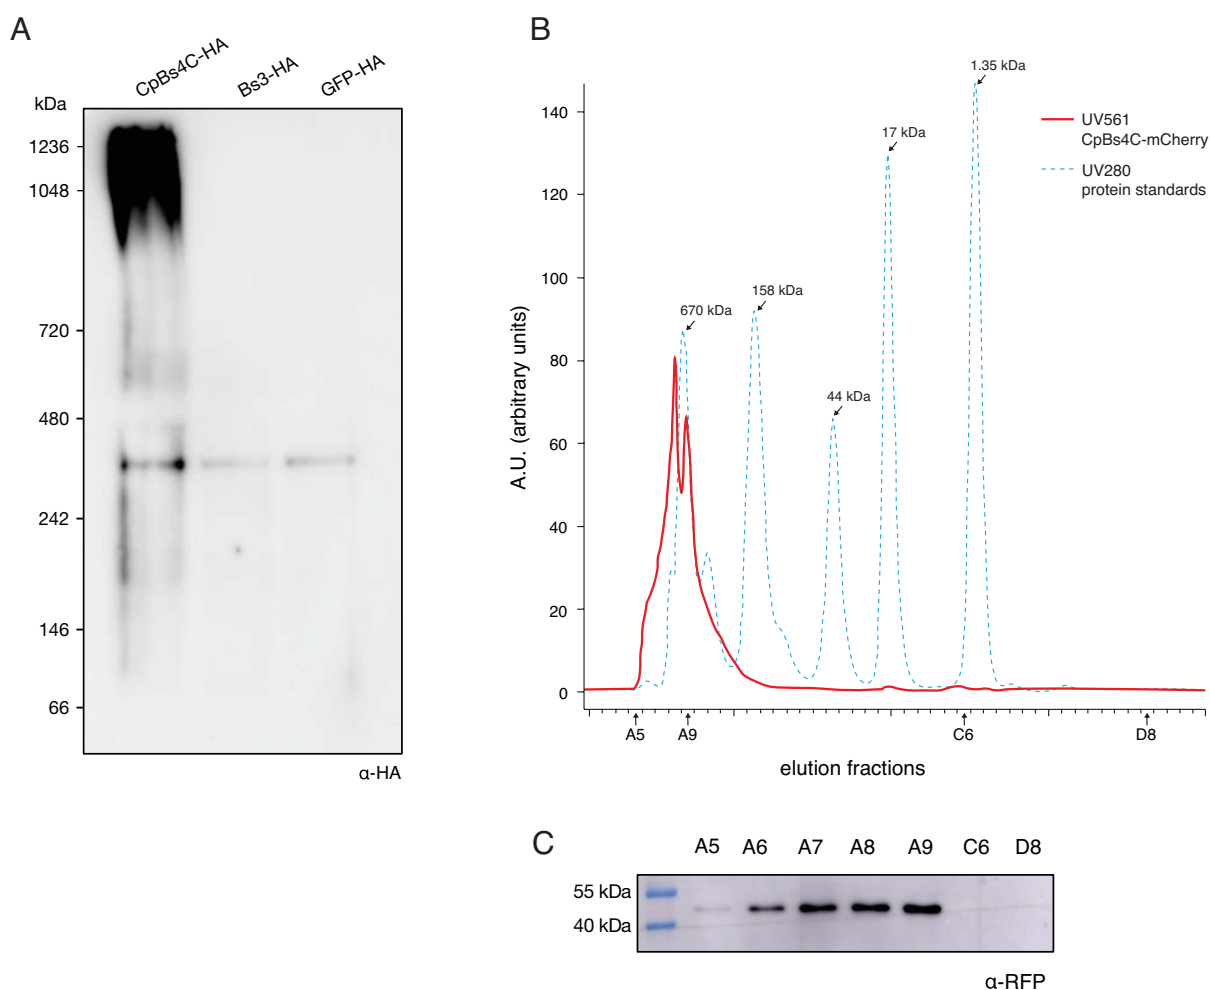 A
CpBs4C-HA
Bs3-HA
GFP-HA
kDa
1236
1048
720
480
242
146
66
α-HA
B
140
120
100
80
60
40
20
0
A.U. (arbitrary units)
670 kDa
158 kDa
44 kDa
17 kDa
1.35 kDa
UV561
CpBs4C-mCherry
UV280
protein standards
A5
A9
C6
D8
elution fractions
C
A5 A6 A7 A8 A9 C6 D8
55 kDa
40 kDa
α-RFP